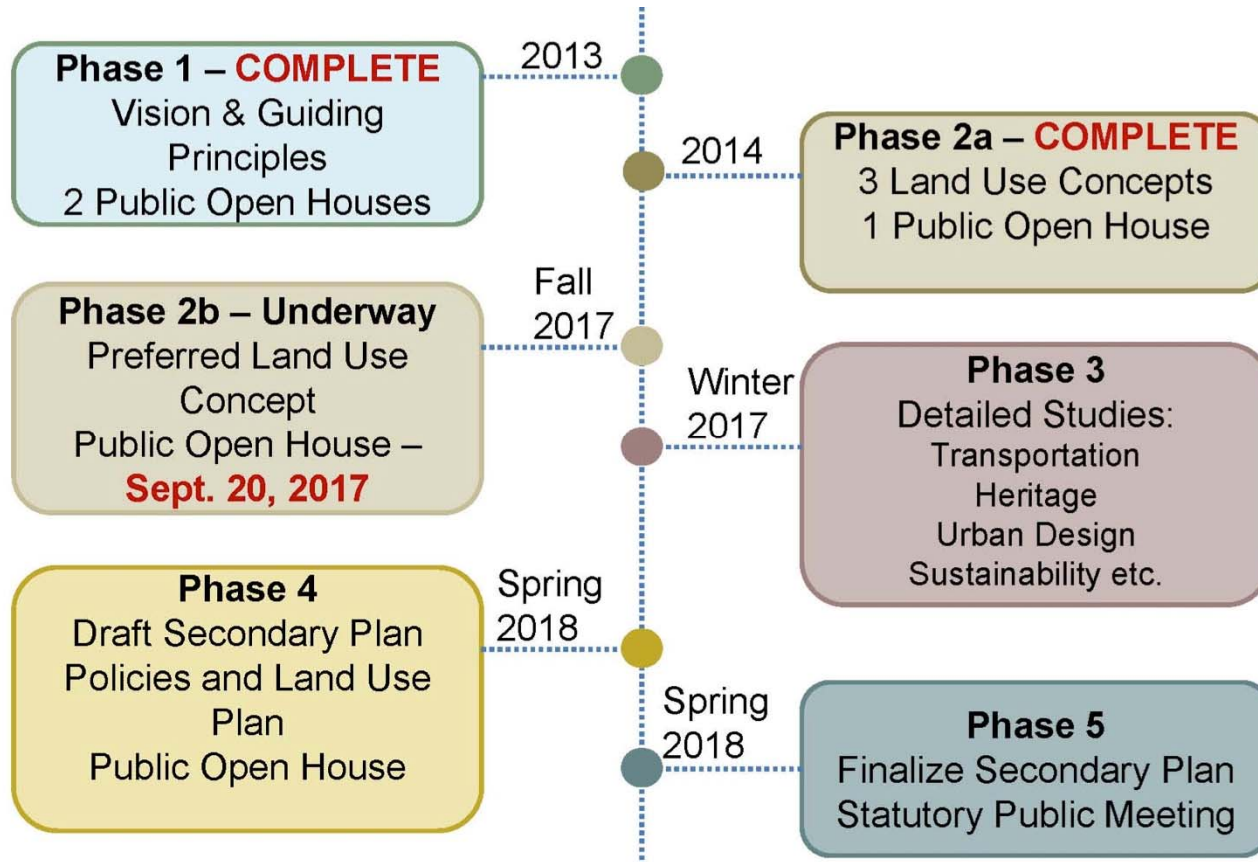 2013
Phase 1 – COMPLETE
Vision & Guiding
Principles
2 Public Open Houses
2014
Phase 2a – COMPLETE
3 Land Use Concepts
1 Public Open House
Fall
2017
Phase 2b – Underway
Preferred Land Use
Concept
Public Open House –
Sept. 20, 2017
Winter
2017
Phase 3
Detailed Studies:
Transportation
Heritage
Urban Design
Sustainability etc.
Spring
2018
Phase 4
Draft Secondary Plan
Policies and Land Use
Plan
Public Open House
Spring
2018
Phase 5
Finalize Secondary Plan
Statutory Public Meeting